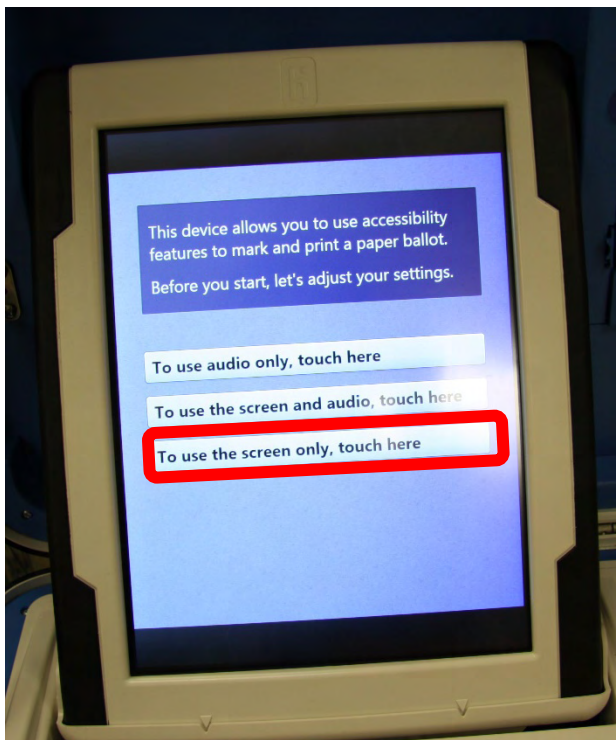 This device allows you to use accessibility
features to mark and print a paper ballot.
Before you start, let's adjust your settings.
To use audio only, touch here
To use the screen and audio, touch here
To use the screen only, touch here